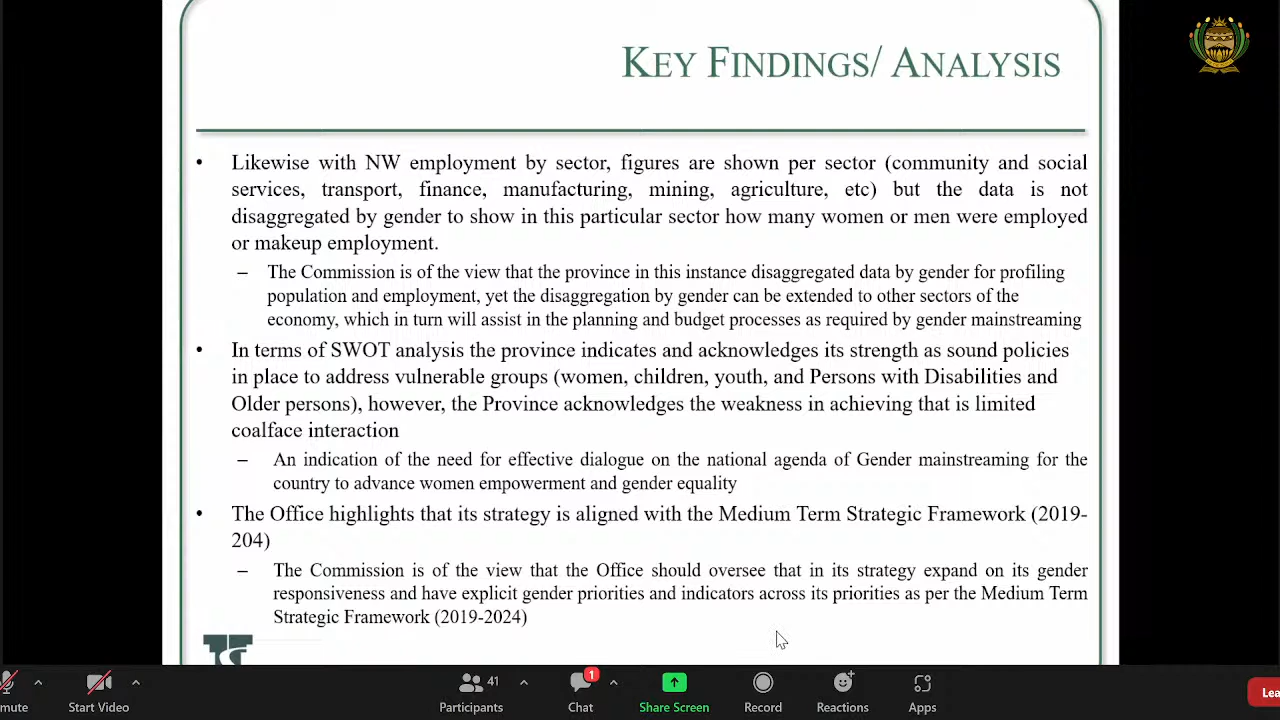 KEY FINDINGS/ ANALYSIS
• Likewise with NW employment by sector, figures are shown per sector (community and social
services, transport, finance, manufacturing, mining, agriculture, etc) but the data is not
disaggregated by gender to show in this particular sector how many women or men were employed
or makeup employment.
– The Commission is of the view that the province in this instance disaggregated data by gender for profiling
population and employment, yet the disaggregation by gender can be extended to other sectors of the
economy, which in turn will assist in the planning and budget processes as required by gender mainstreaming
• In terms of SWOT analysis the province indicates and acknowledges its strength as sound policies
in place to address vulnerable groups (women, children, youth, and Persons with Disabilities and
Older persons), however, the Province acknowledges the weakness in achieving that is limited
coalface interaction
– An indication of the need for effective dialogue on the national agenda of Gender mainstreaming for the
country to advance women empowerment and gender equality
• The Office highlights that its strategy is aligned with the Medium Term Strategic Framework (2019-
204)
– The Commission is of the view that the Office should oversee that in its strategy expand on its gender
responsiveness and have explicit gender priorities and indicators across its priorities as per the Medium Term
Strategic Framework (2019-2024)
41
1
mute
Start Video
Participants
Chat
Share Screen
Record
Reactions
Apps
Lea